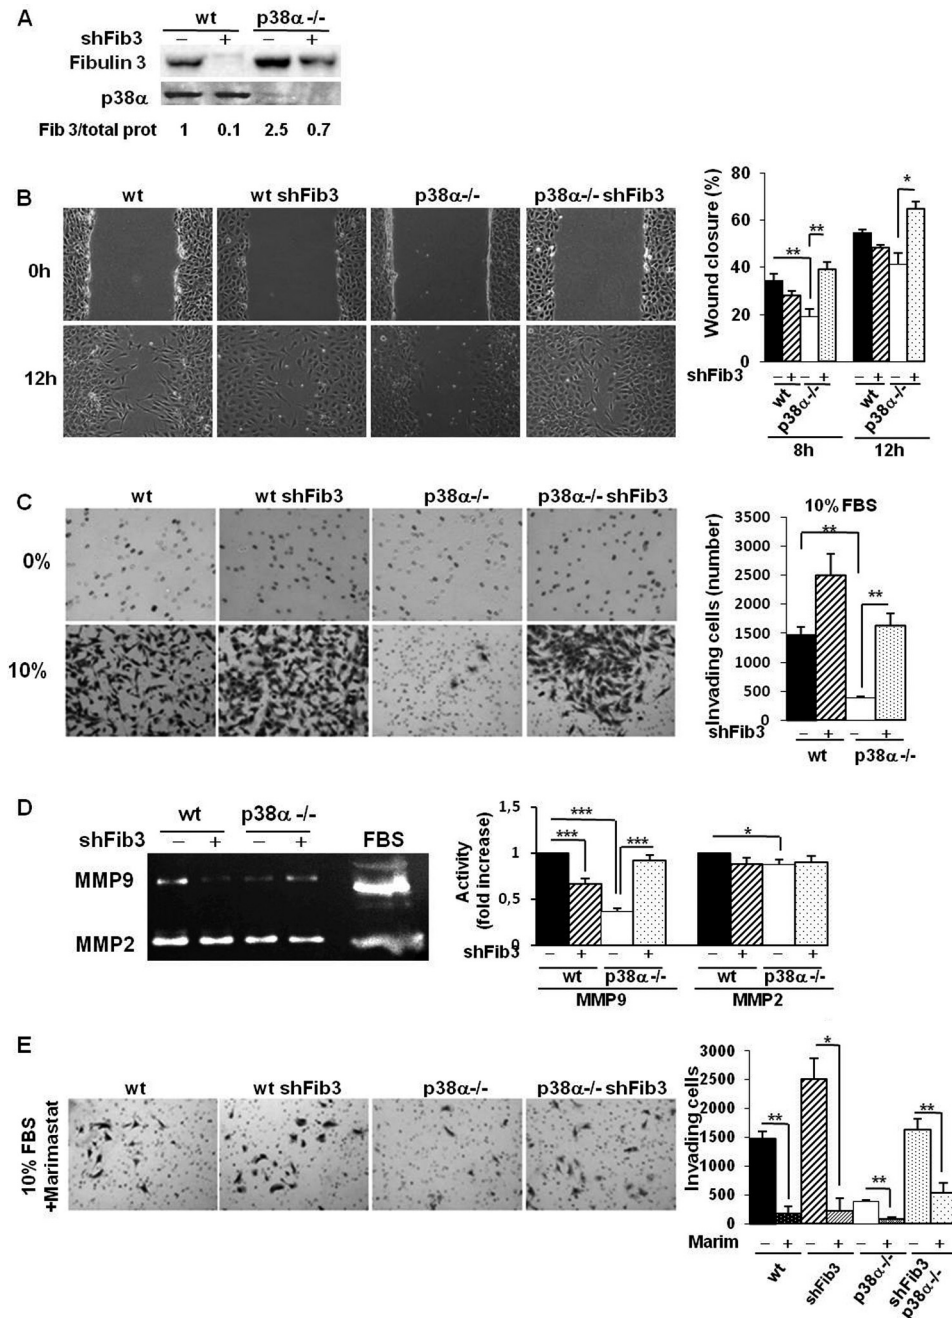 A
wt p38α-/-
shFib3 – + – +
Fibulin 3
p38α
Fib 3/total prot 1 0.1 2.5 0.7
B
wt wt shFib3 p38α-/- p38α-/- shFib3
0h
12h
Wound closure (%)
80
60
40
20
0
** ** *
shFib3 – + – + – + – +
wt p38α-/- wt p38α-/-
8h 12h
C
wt wt shFib3 p38α-/- p38α-/- shFib3
0%
10%
10% FBS
Invading cells (number)
3500
3000
2500
2000
1500
1000
500
0
** **
shFib3 – + – +
wt p38α-/-
D
wt p38α -/-
shFib3 – + – + FBS
MMP9
MMP2
Activity
(fold increase)
1,5
1
0,5
0
*** *** *** *
shFib3 – + – + – + – +
wt p38α-/- wt p38α-/-
MMP9 MMP2
E
wt wt shFib3 p38α-/- p38α-/- shFib3
10% FBS
+Marimastat
Invading cells
3000
2500
2000
1500
1000
500
0
** * ** **
Marim – + – + – + – +
wt shFib3 p38α-/- shFib3
p38α-/-